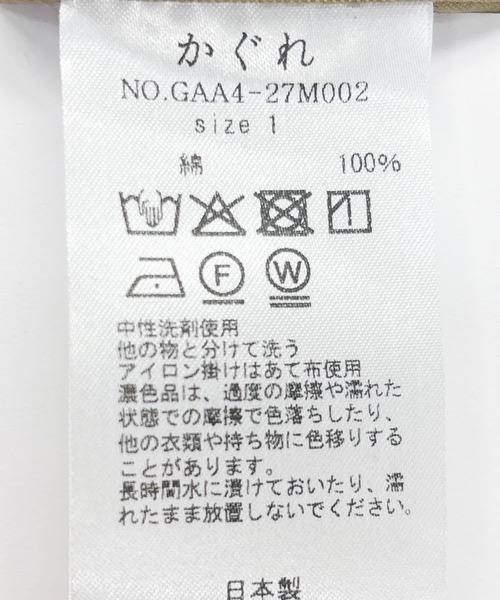 かぐれ
NO.GAA4-27M002
size 1
綿 100%
F W
中性洗剤使用
他の物と分けて洗う
アイロン掛けはあて布使用
濃色品は、過度の摩擦や濡れた
状態での摩擦で色落ちしたり、
他の衣類や持ち物に色移りする
ことがあります。
長時間水に漬けておいたり、濡
れたまま放置しないでください。
日本製